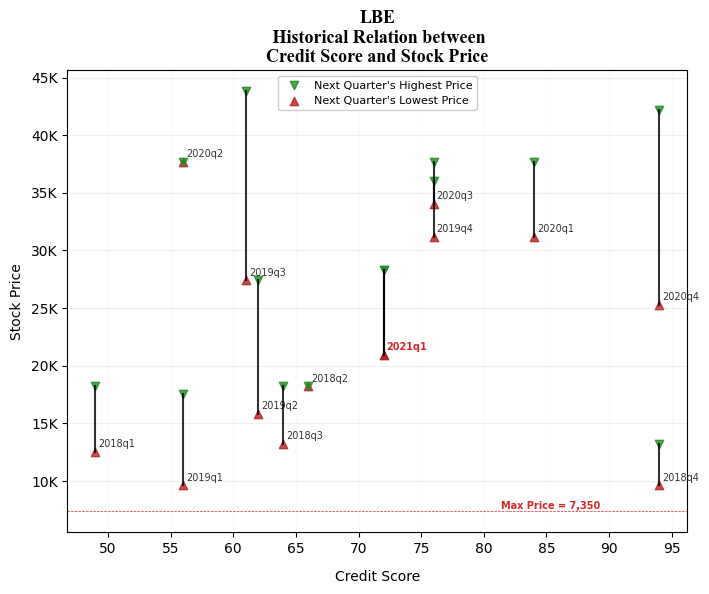 LBE
Historical Relation between
Credit Score and Stock Price
Next Quarter's Highest Price
Next Quarter's Lowest Price
45K
40K
35K
30K
25K
20K
15K
10K
Stock Price
2020q2
2020q3
2019q4
2020q1
2019q3
2020q4
2021q1
2018q2
2019q2
2018q3
2018q1
2019q1
2018q4
Max Price = 7,350
50 55 60 65 70 75 80 85 90 95
Credit Score